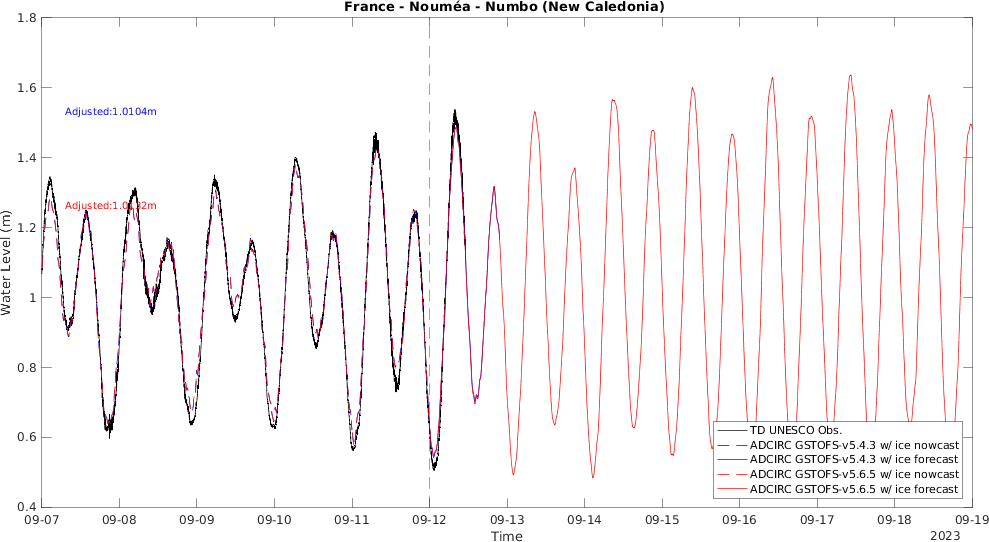 France - Nouméa - Numbo (New Caledonia)
1.8
1.6
1.4
1.2
1
0.8
0.6
0.4
Water Level (m)
Adjusted:1.0104m
Adjusted:1.0132m
TD UNESCO Obs.
ADCIRC GSTOFS-v5.4.3 w/ ice nowcast
ADCIRC GSTOFS-v5.4.3 w/ ice forecast
ADCIRC GSTOFS-v5.6.5 w/ ice nowcast
ADCIRC GSTOFS-v5.6.5 w/ ice forecast
09-07 09-08 09-09 09-10 09-11 09-12 09-13 09-14 09-15 09-16 09-17 09-18 09-19
Time
2023